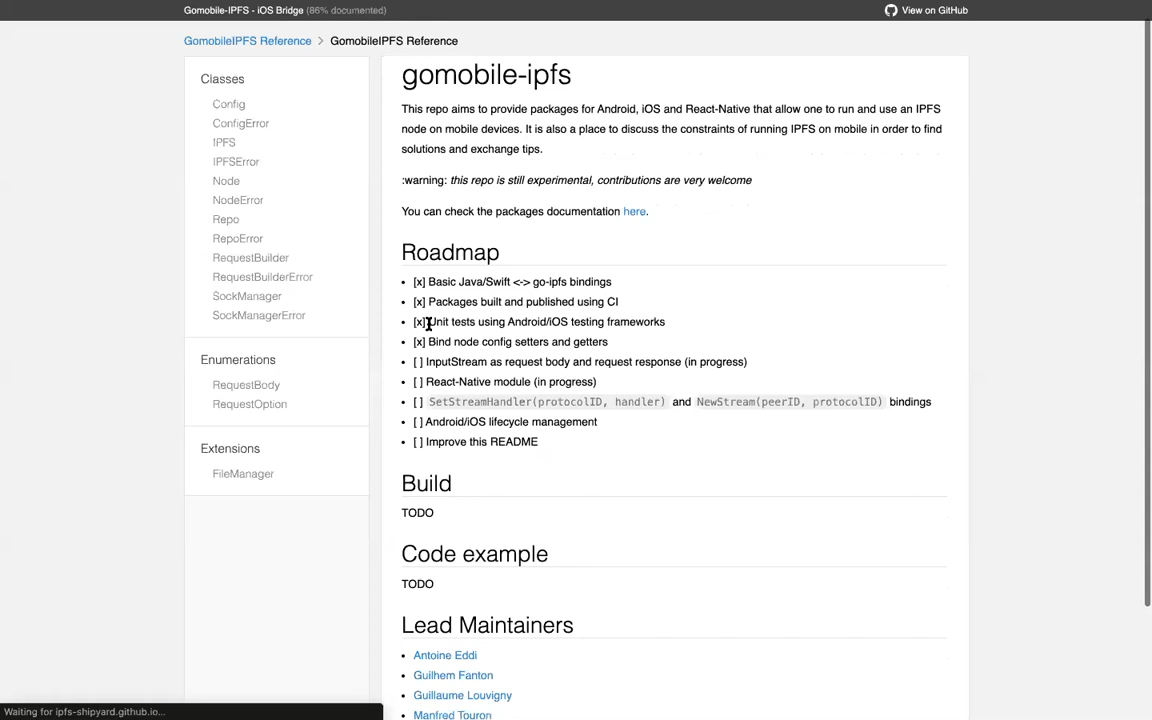 Gomobile-IPFS - iOS Bridge (86% documented)
View on GitHub
GomobileIPFS Reference > GomobileIPFS Reference
Classes
Config
ConfigError
IPFS
IPFSError
Node
NodeError
Repo
RepoError
RequestBuilder
RequestBuilderError
SockManager
SockManagerError
Enumerations
RequestBody
RequestOption
Extensions
FileManager
gomobile-ipfs
This repo aims to provide packages for Android, iOS and React-Native that allow one to run and use an IPFS
node on mobile devices. It is also a place to discuss the constraints of running IPFS on mobile in order to find
solutions and exchange tips.
:warning: this repo is still experimental, contributions are very welcome
You can check the packages documentation here.
Roadmap
• [x] Basic Java/Swift <-> go-ipfs bindings
• [x] Packages built and published using CI
• [x] Unit tests using Android/iOS testing frameworks
• [x] Bind node config setters and getters
• [ ] InputStream as request body and request response (in progress)
• [ ] React-Native module (in progress)
• [ ] SetStreamHandler(protocolID, handler) and NewStream(peerID, protocolID) bindings
• [ ] Android/iOS lifecycle management
• [ ] Improve this README
Build
TODO
Code example
TODO
Lead Maintainers
• Antoine Eddi
• Guilhem Fanton
• Guillaume Louvigny
• Manfred Touron
Waiting for ipfs-shipyard.github.io...